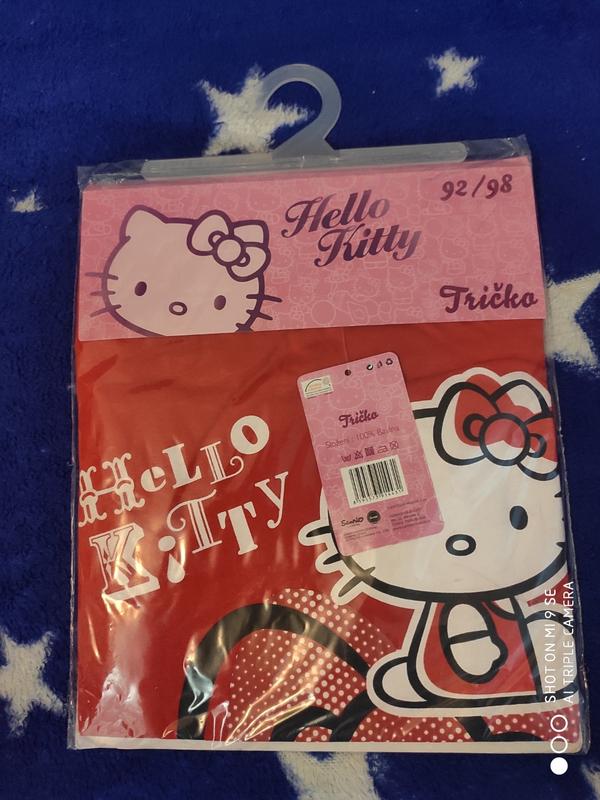 92/98
Hello
Kitty
Tričko
Tričko
Složení: 100% Bavlna
HeLLO
KiTTy
Sanrio
SHOT ON MI 9 SE
AI TRIPLE CAMERA